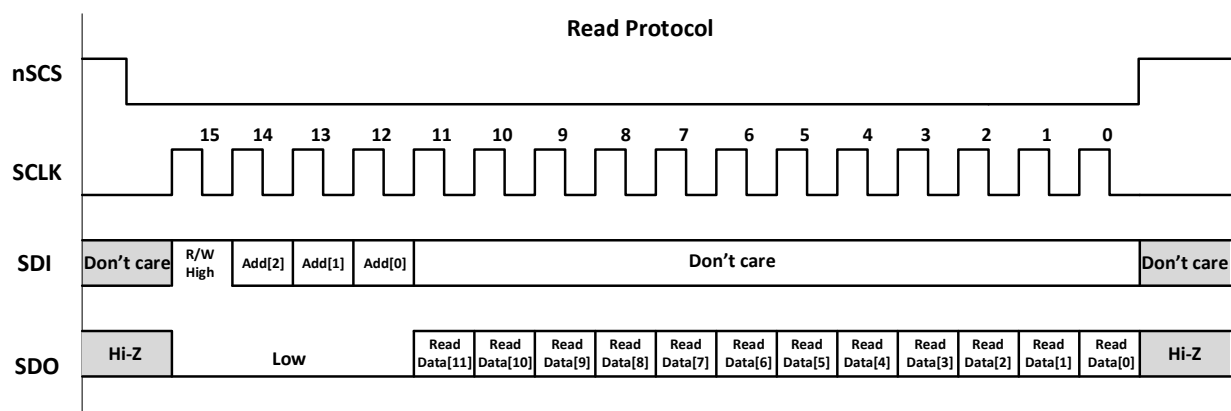 Read Protocol
nSCS
15 14 13 12 11 10 9 8 7 6 5 4 3 2 1 0
SCLK
SDI
Don't care
R/W
High
Add[2]
Add[1]
Add[0]
Don't care
Don't care
SDO
Hi-Z
Low
Read
Data[11]
Read
Data[10]
Read
Data[9]
Read
Data[8]
Read
Data[7]
Read
Data[6]
Read
Data[5]
Read
Data[4]
Read
Data[3]
Read
Data[2]
Read
Data[1]
Read
Data[0]
Hi-Z